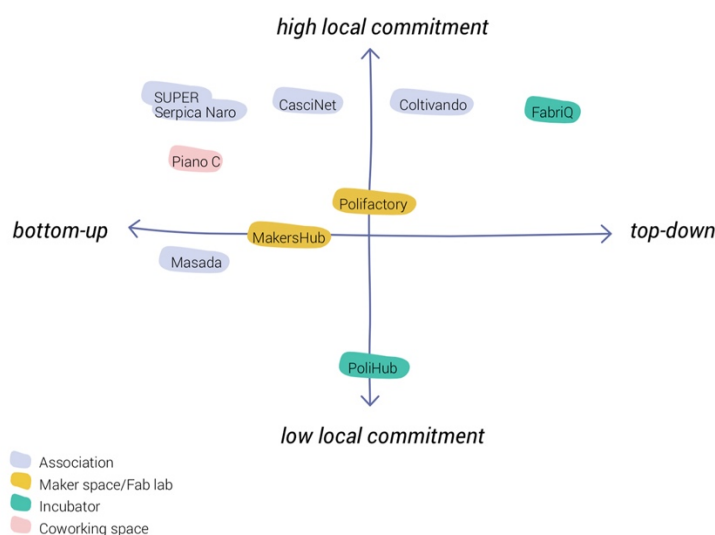 high local commitment
SUPER
Serpica Naro
CasciNet
Coltivando
FabriQ
Piano C
Polifactory
bottom-up
MakersHub
top-down
Masada
PoliHub
low local commitment
Association
Maker space/Fab lab
Incubator
Coworking space